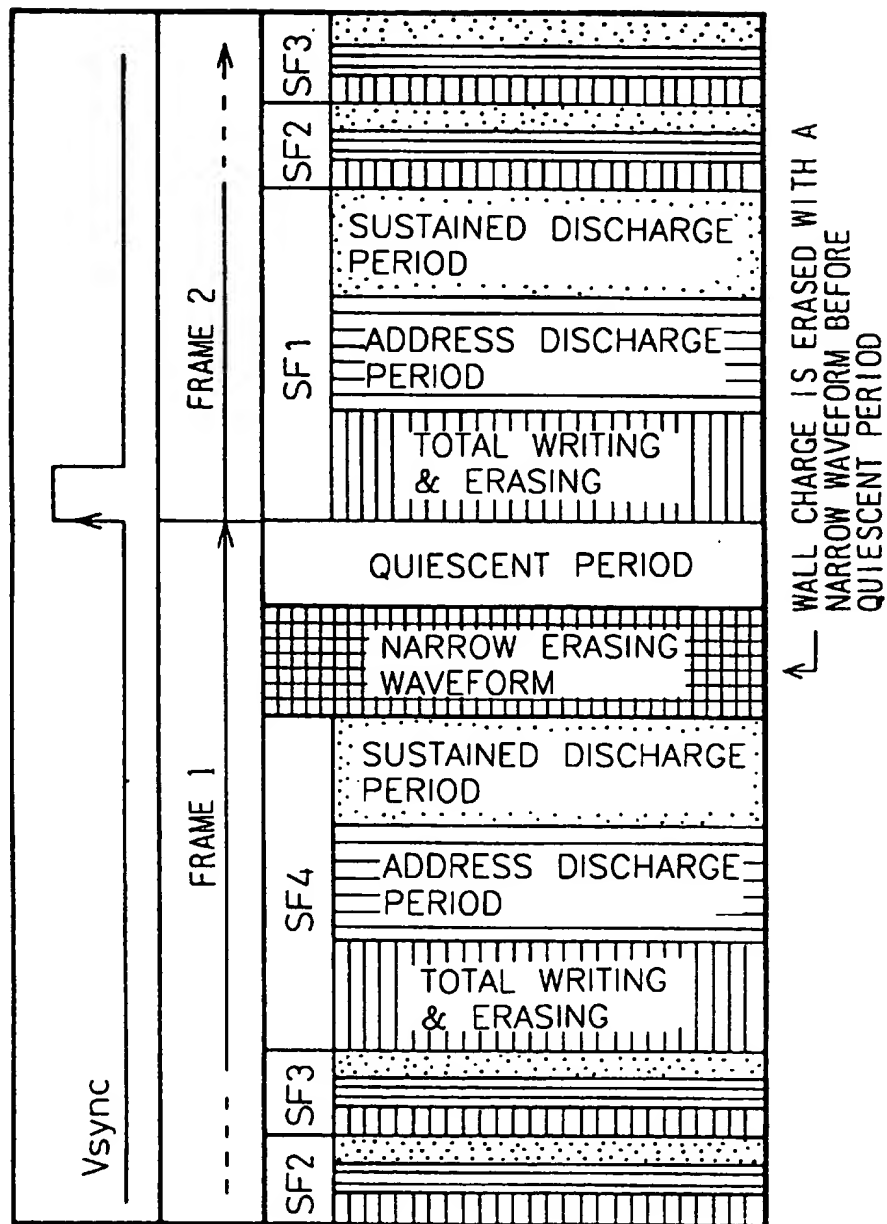 Vsync
FRAME 1
FRAME 2
SF2
SF3
SF4
SF1
SF2
SF3
SUSTAINED DISCHARGE
PERIOD
ADDRESS DISCHARGE
PERIOD
TOTAL WRITING
& ERASING
QUIESCENT PERIOD
NARROW ERASING
WAVEFORM
SUSTAINED DISCHARGE
PERIOD
ADDRESS DISCHARGE
PERIOD
TOTAL WRITING
& ERASING
WALL CHARGE IS ERASED WITH A
NARROW WAVEFORM BEFORE
QUIESCENT PERIOD